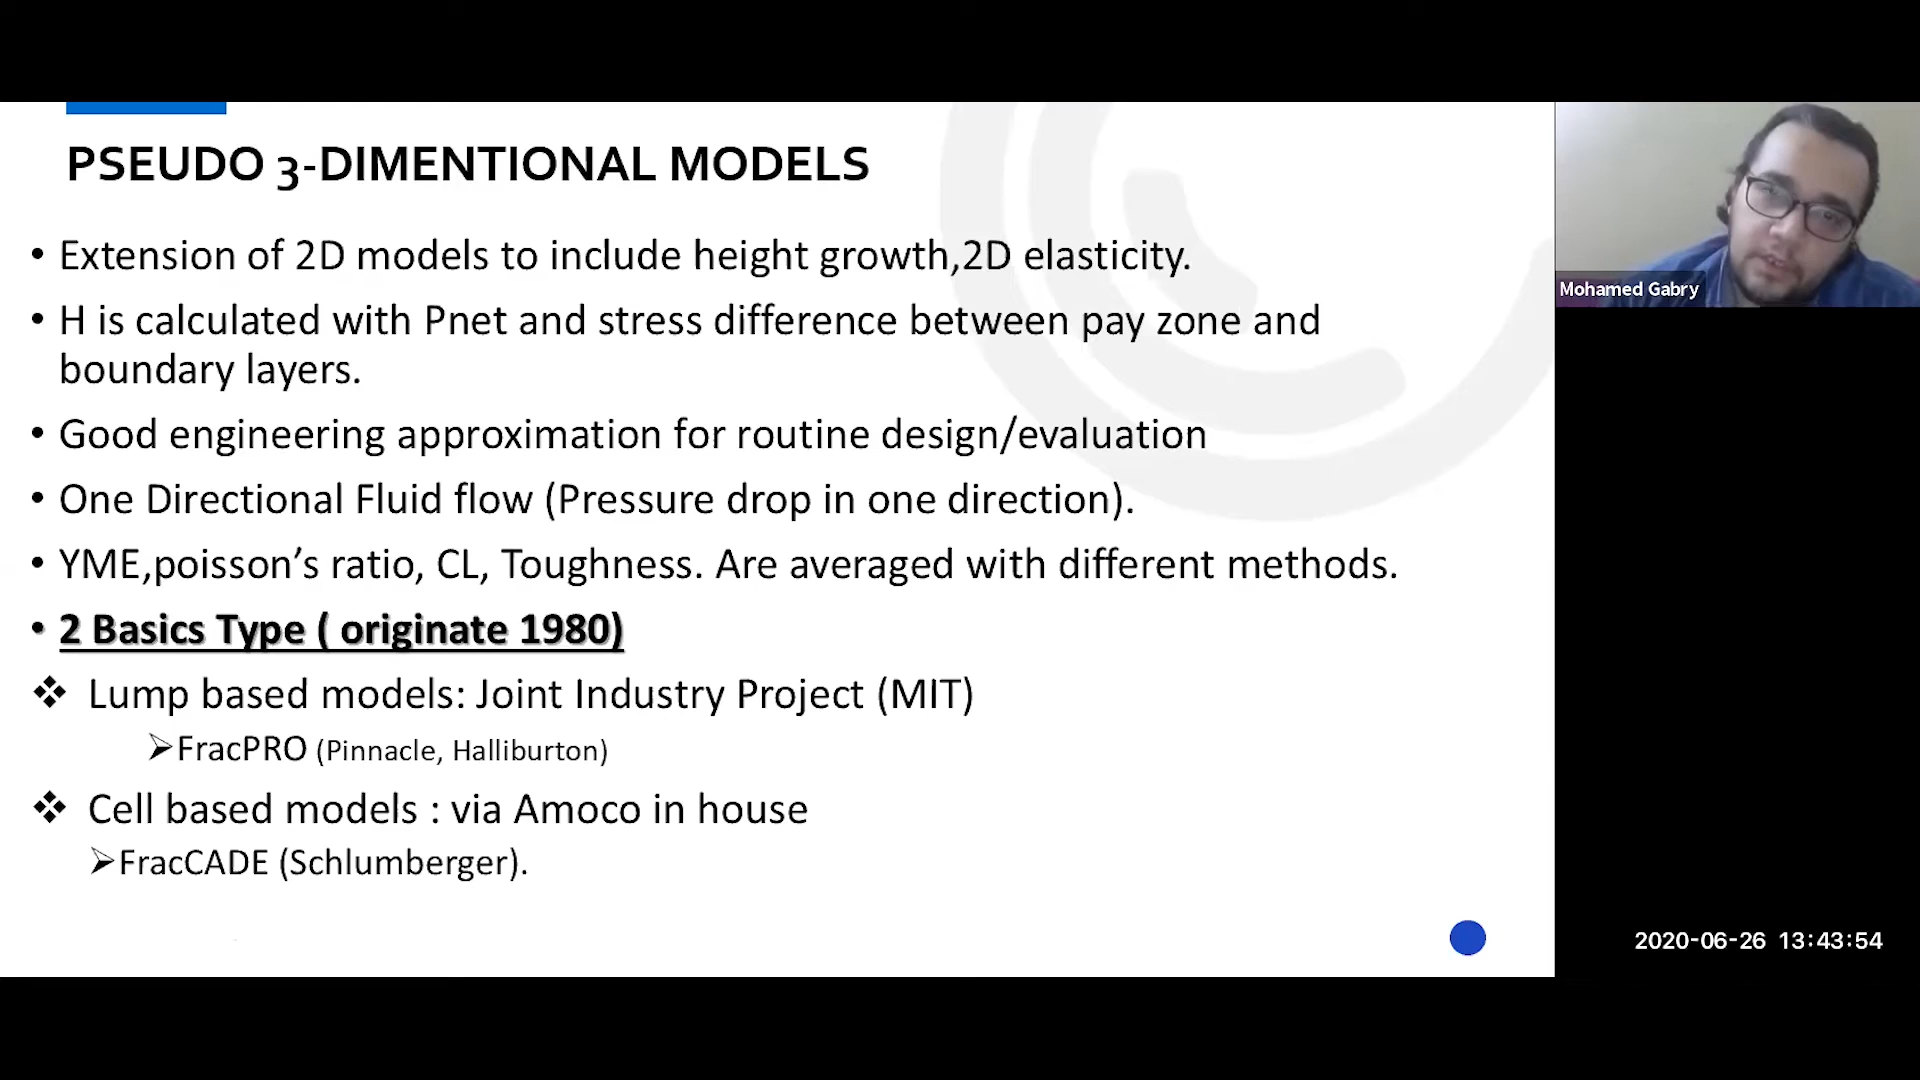 PSEUDO 3-DIMENTIONAL MODELS
• Extension of 2D models to include height growth,2D elasticity.
• H is calculated with Pnet and stress difference between pay zone and
boundary layers.
• Good engineering approximation for routine design/evaluation
• One Directional Fluid flow (Pressure drop in one direction).
• YME,poisson’s ratio, CL, Toughness. Are averaged with different methods.
• 2 Basics Type ( originate 1980)
❖ Lump based models: Joint Industry Project (MIT)
➢FracPRO (Pinnacle, Halliburton)
❖ Cell based models : via Amoco in house
➢FracCADE (Schlumberger).
Mohamed Gabry
2020-06-26 13:43:54